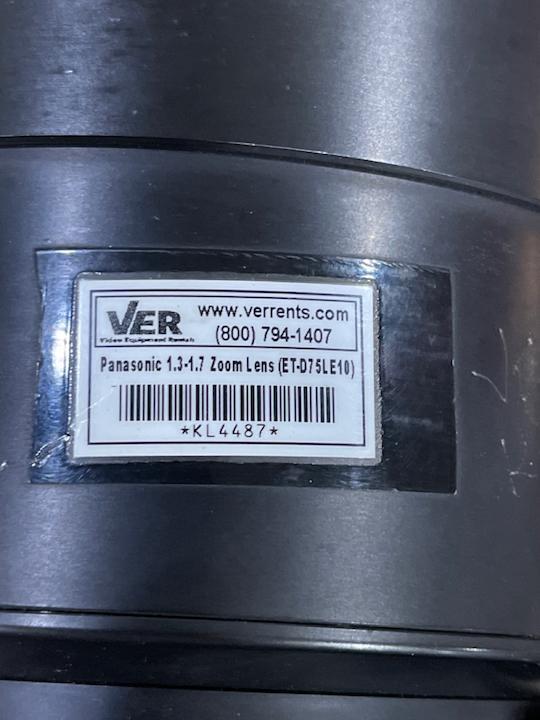 VER
Video Equipment Rentals
www.verrents.com
(800) 794-1407
Panasonic 1.3-1.7 Zoom Lens (ET-D75LE10)
*KL4487*